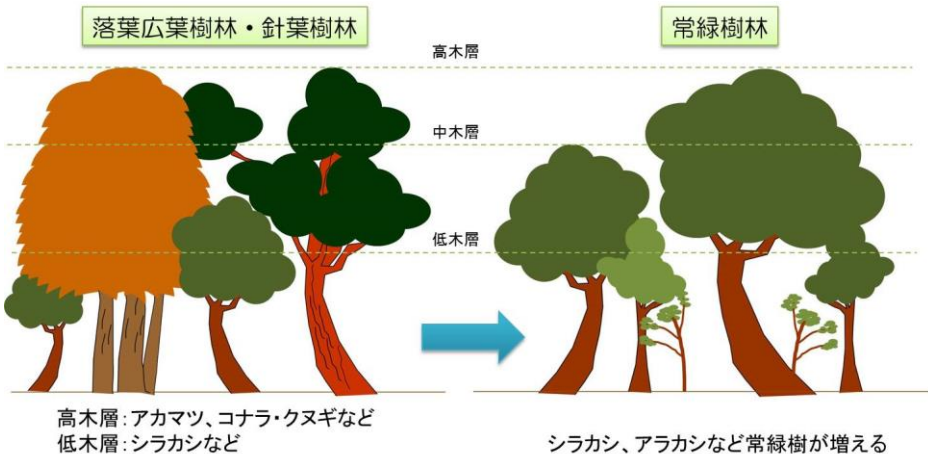 落葉広葉樹林・針葉樹林
常緑樹林
高木層
中木層
低木層
高木層:アカマツ、コナラ・クヌギなど
低木層:シラカシなど
シラカシ、アラカシなど常緑樹が増える